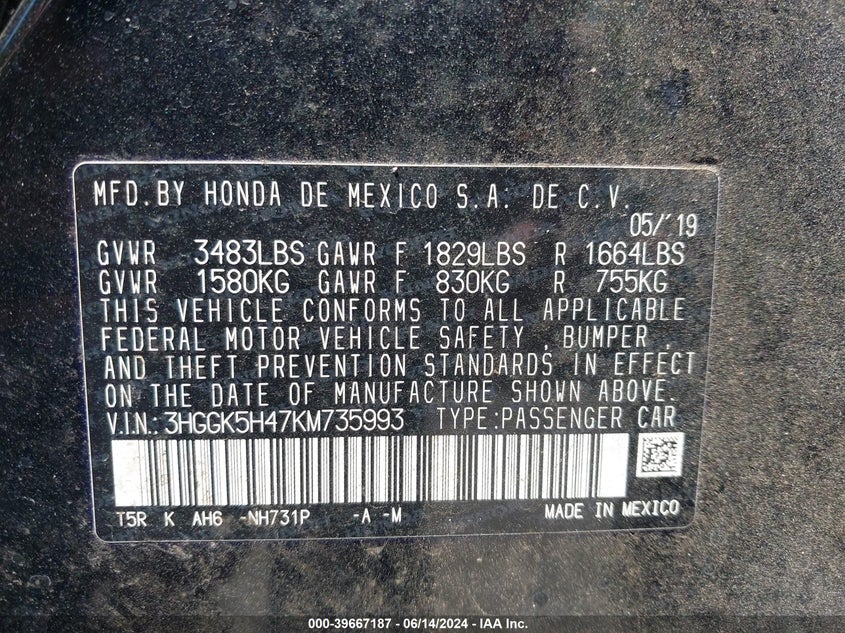 MFD.BY HONDA DE MEXICO S.A. DE C.V.
05/'19
GVWR 3483LBS GAWR F 1829LBS R 1664LBS
GVWR 1580KG GAWR F 830KG R 755KG
THIS VEHICLE CONFORMS TO ALL APPLICABLE
FEDERAL MOTOR VEHICLE SAFETY , BUMPER ,
AND THEFT PREVENTION STANDARDS IN EFFECT
ON THE DATE OF MANUFACTURE SHOWN ABOVE.
V.I.N.: 3HGGK5H47KM735993 TYPE:PASSENGER CAR
T5R K AH6 -NH731P -A -M MADE IN MEXICO
000-39667187 - 06/14/2024 - IAA Inc.